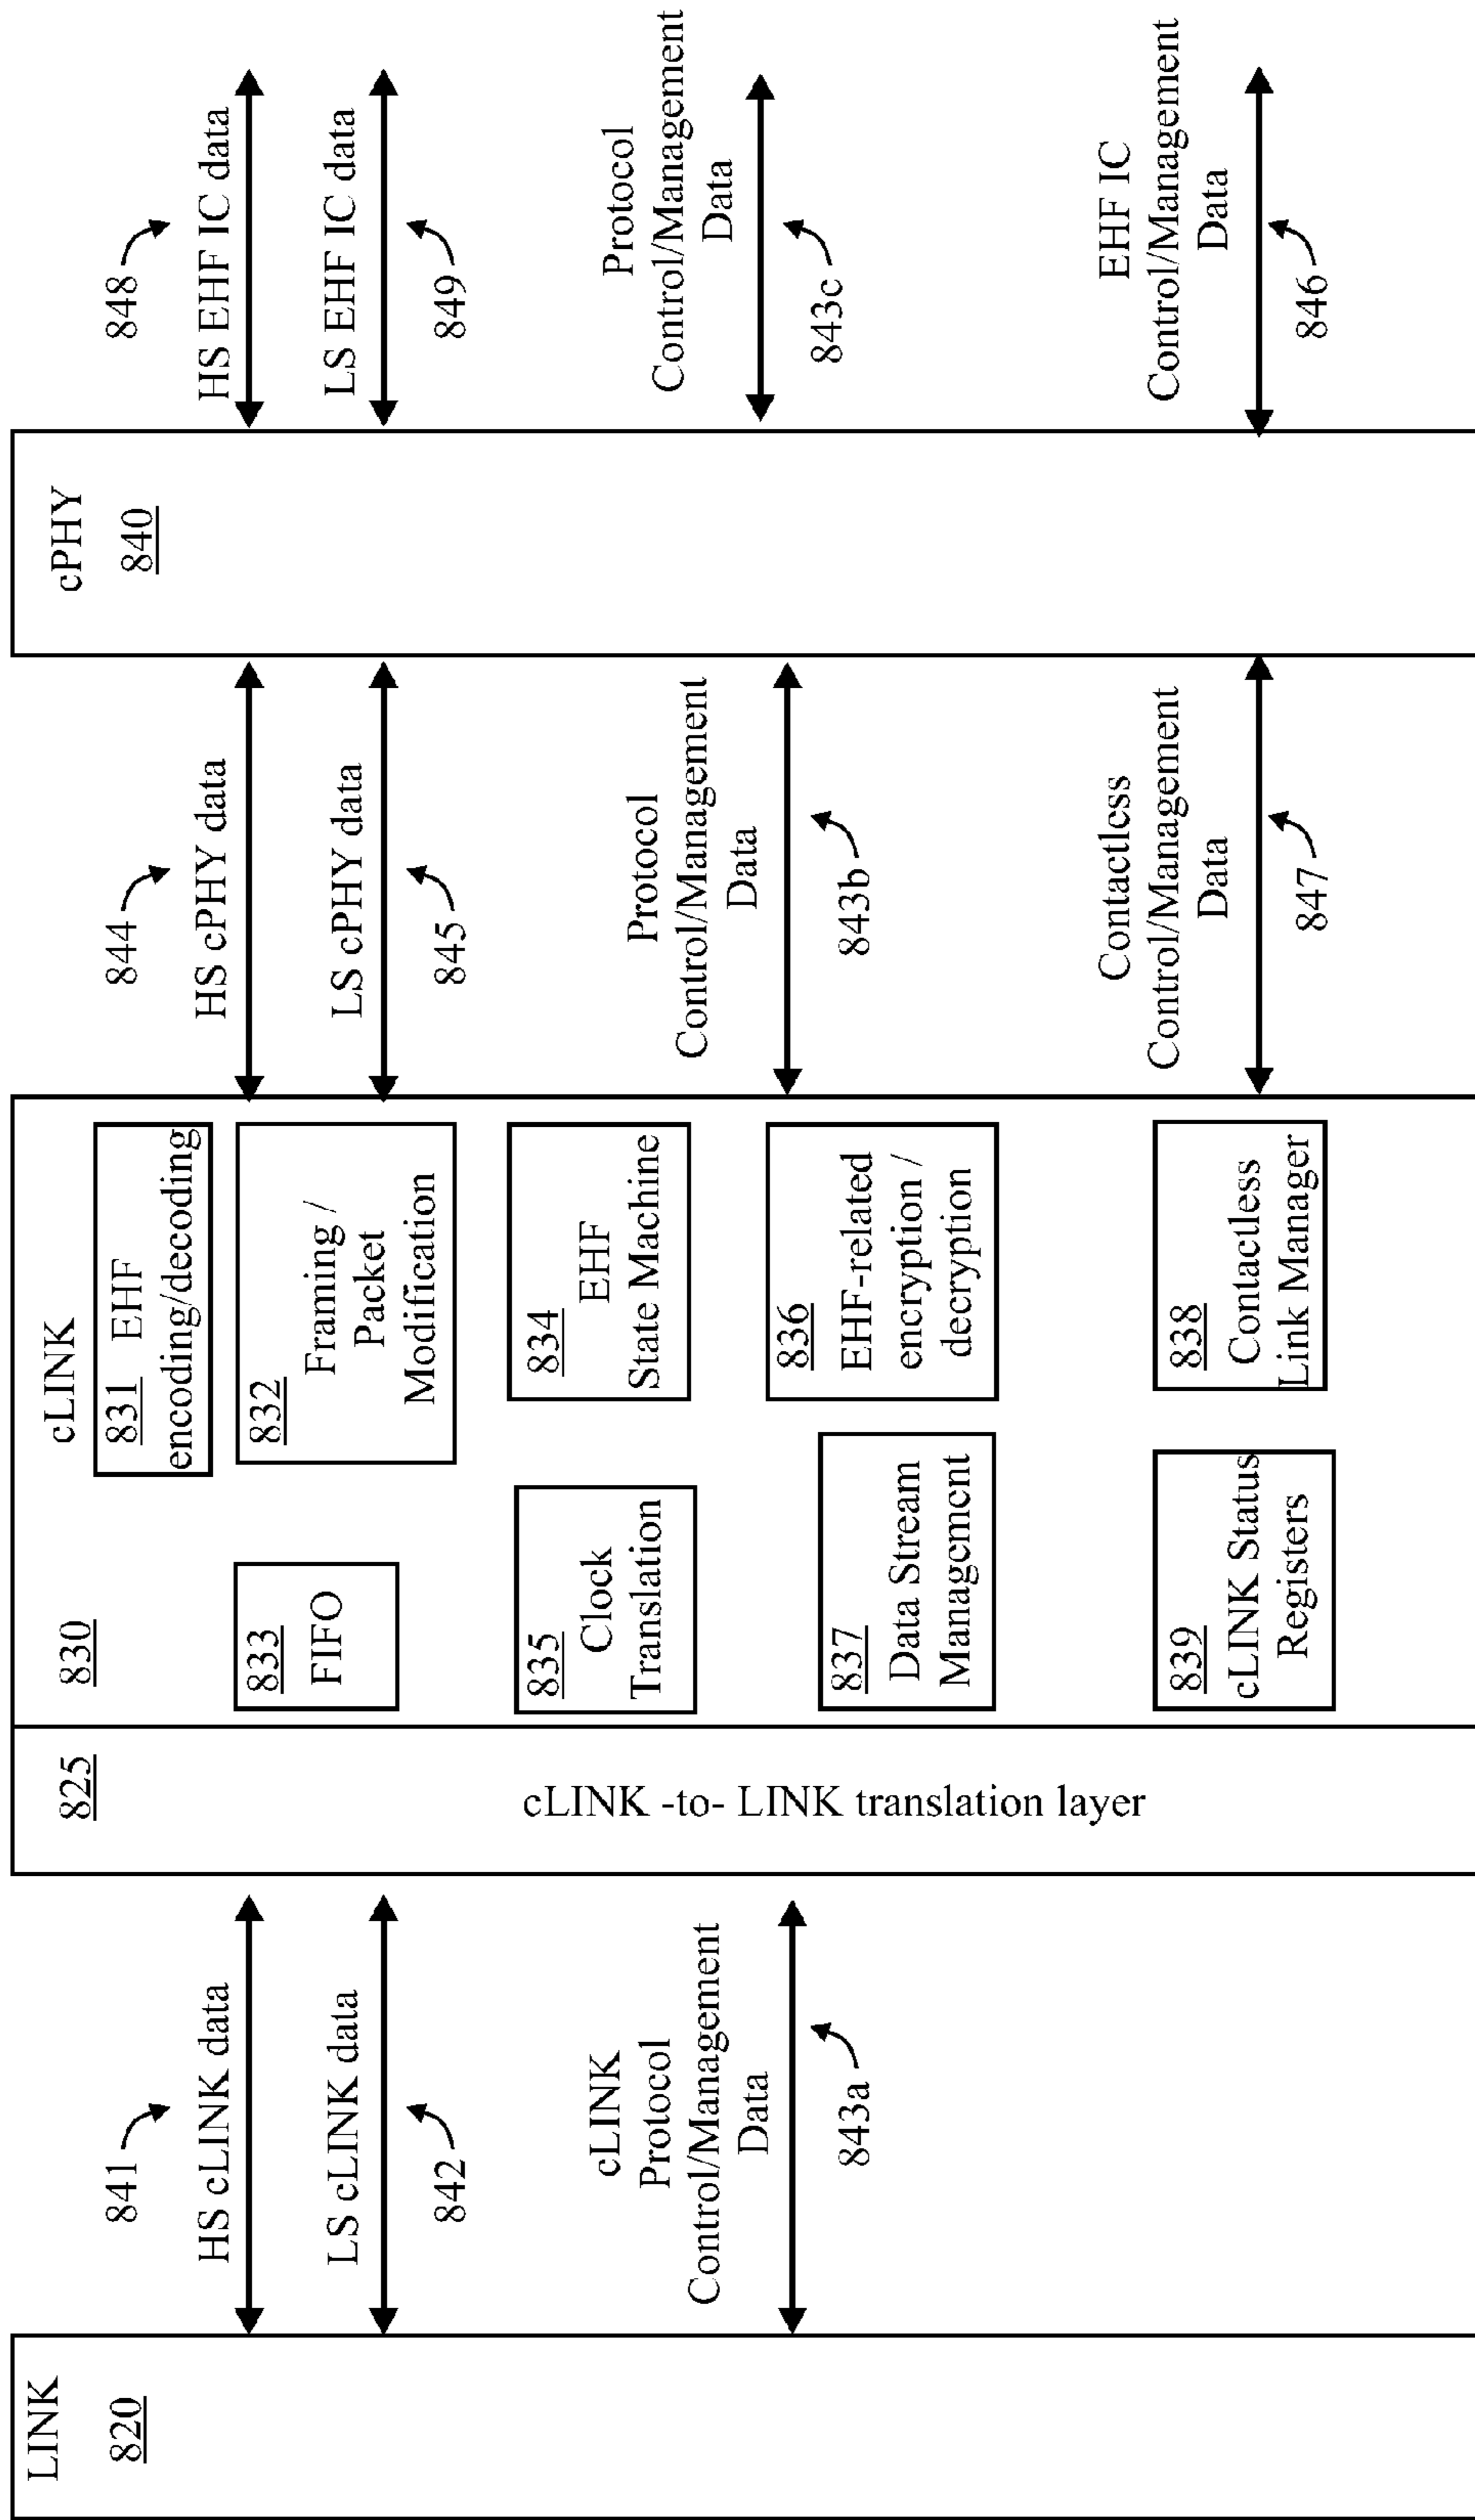 LINK
820
841
HS cLINK data
LS cLINK data
842
cLINK
Protocol
Control/Management
Data
843a
825
cLINK -to- LINK translation layer
cLINK
830
831 EHF
encoding/decoding
832
Framing /
Packet
Modification
833
FIFO
834
EHF
State Machine
835
Clock
Translation
836
EHF-related
encryption /
decryption
837
Data Stream
Management
838
Contactless
Link Manager
839
cLINK Status
Registers
844
HS cPHY data
LS cPHY data
845
Protocol
Control/Management
Data
843b
Contactless
Control/Management
Data
847
cPHY
840
848
HS EHF IC data
LS EHF IC data
849
Protocol
Control/Management
Data
843c
EHF IC
Control/Management
Data
846